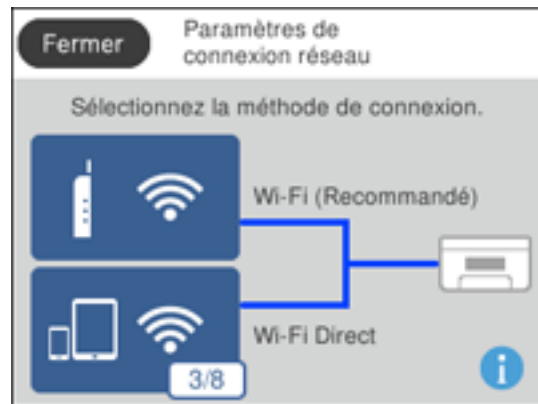 Fermer
Paramètres de
connexion réseau
Sélectionnez la méthode de connexion.
Wi-Fi (Recommandé)
Wi-Fi Direct
3/8
i